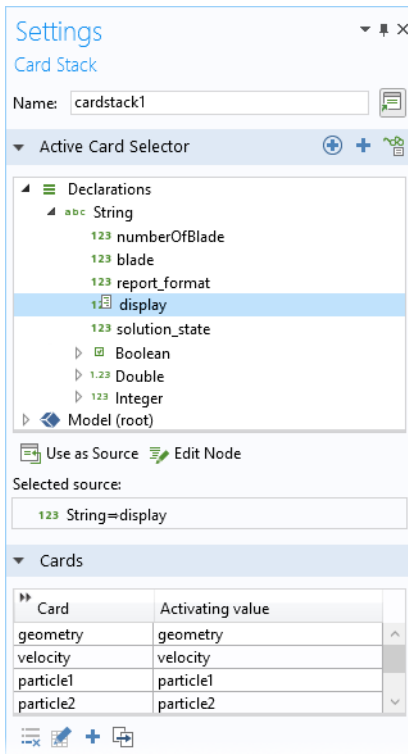 Settings
Card Stack
Name: cardstack1
Active Card Selector
Declarations
abc String
123 numberOfBlade
123 blade
123 report_format
display
123 solution_state
Boolean
1.23 Double
123 Integer
Model (root)
Use as Source Edit Node
Selected source:
123 String=display
Cards
Card Activating value
geometry geometry
velocity velocity
particle1 particle1
particle2 particle2